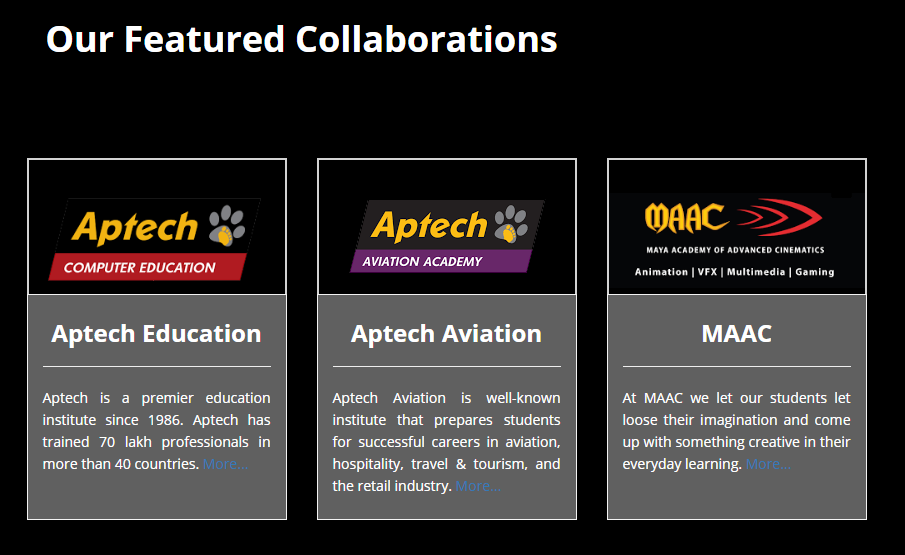 Our Featured Collaborations
Aptech
COMPUTER EDUCATION
Aptech Education
Aptech is a premier education
institute since 1986. Aptech has
trained 70 lakh professionals in
more than 40 countries. More...
Aptech
AVIATION ACADEMY
Aptech Aviation
Aptech Aviation is well-known
institute that prepares students
for successful careers in aviation,
hospitality, travel & tourism, and
the retail industry. More...
MAAC
MAYA ACADEMY OF ADVANCED CINEMATICS
Animation | VFX | Multimedia | Gaming
MAAC
At MAAC we let our students let
loose their imagination and come
up with something creative in their
everyday learning. More...